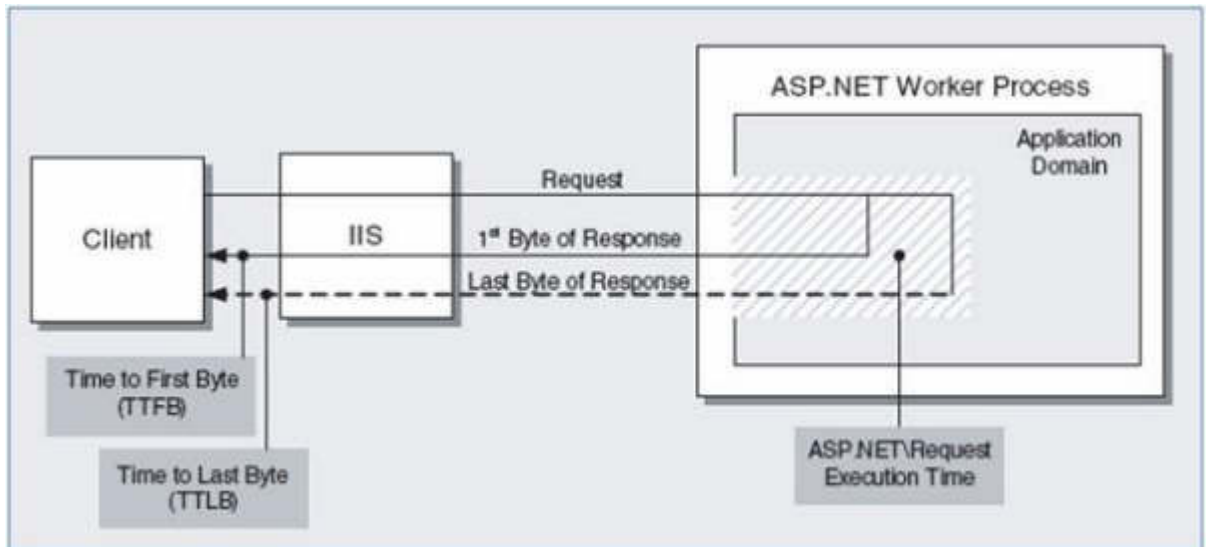 ASP.NET Worker Process
Application
Domain
Client
IIS
Request
1st Byte of Response
Last Byte of Response
Time to First Byte
(TTFB)
Time to Last Byte
(TTLB)
ASP.NET\Request
Execution Time